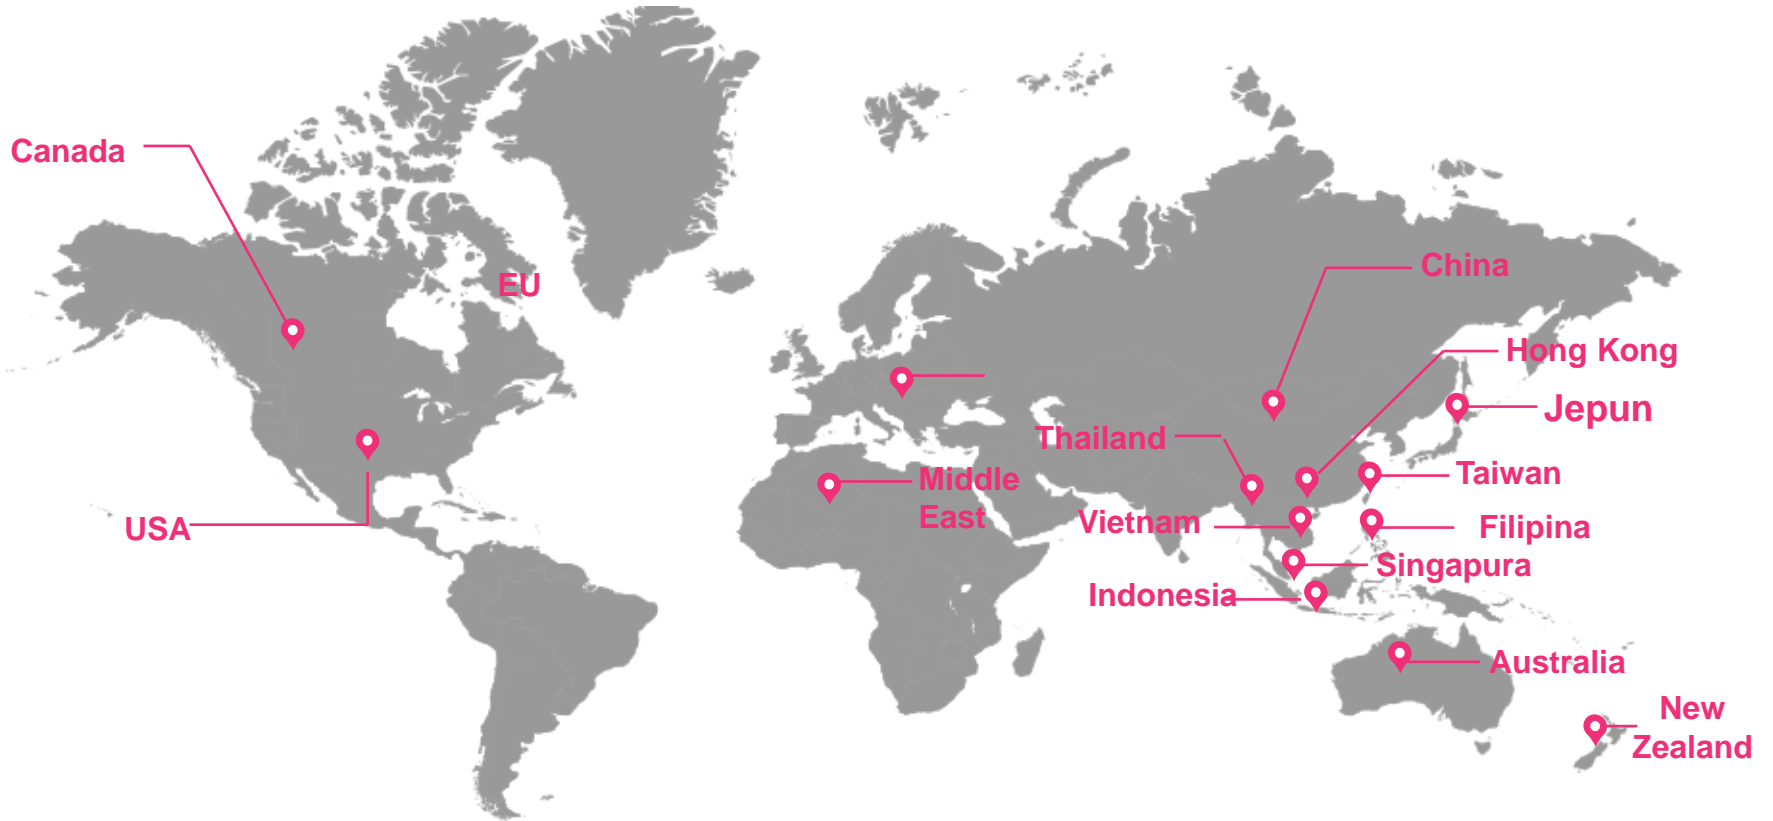 Canada
EU
China
Hong Kong
Jepun
Thailand
Middle
East
Taiwan
USA
Vietnam
Filipina
Singapura
Indonesia
Australia
New
Zealand